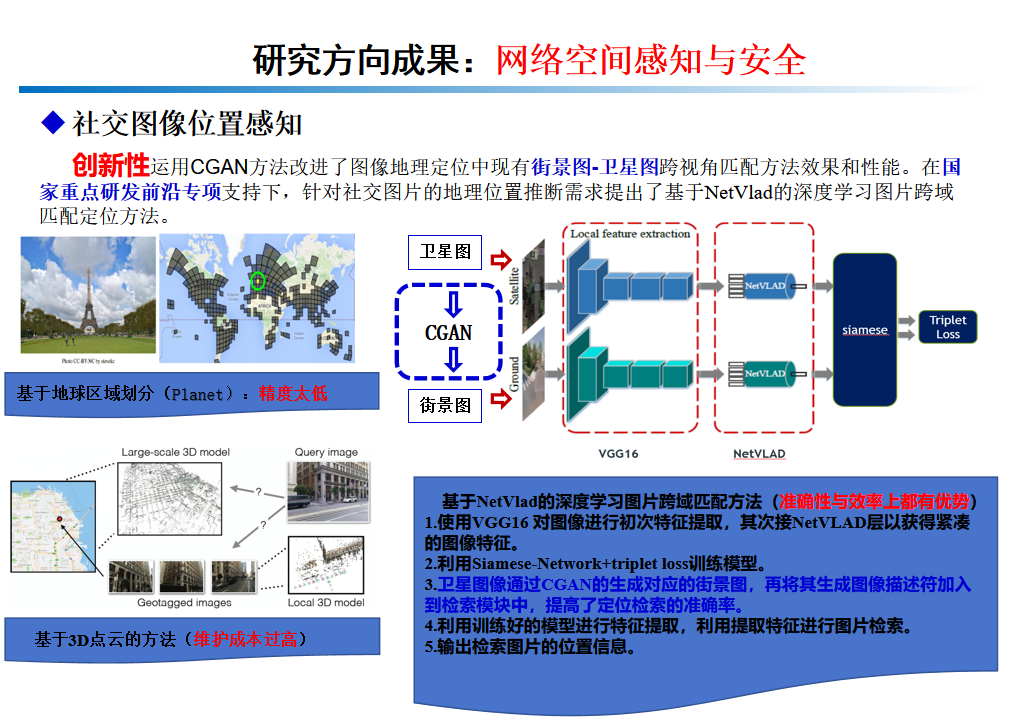 研究方向成果：网络空间感知与安全
社交图像位置感知
创新性运用CGAN方法改进了图像地理定位中现有街景图-卫星图跨视角匹配方法效果和性能。在国
家重点研发前沿专项支持下，针对社交图片的地理位置推断需求提出了基于NetVlad的深度学习图片跨域
匹配定位方法。
Photo CC-BY-NC by stevekc
基于地球区域划分（Planet）：精度太低
Large-scale 3D model
Query image
?
?
Geotagged images
Local 3D model
基于3D点云的方法（维护成本过高）
卫星图
CGAN
街景图
Satellite
Ground
Local feature extraction
NetVLAD
NetVLAD
siamese
Triplet
Loss
VGG16
NetVLAD
基于NetVlad的深度学习图片跨域匹配方法（准确性与效率上都有优势）
1.使用VGG16 对图像进行初次特征提取，其次接NetVLAD层以获得紧凑
的图像特征。
2.利用Siamese-Network+triplet loss训练模型。
3.卫星图像通过CGAN的生成对应的街景图，再将其生成图像描述符加入
到检索模块中，提高了定位检索的准确率。
4.利用训练好的模型进行特征提取，利用提取特征进行图片检索。
5.输出检索图片的位置信息。